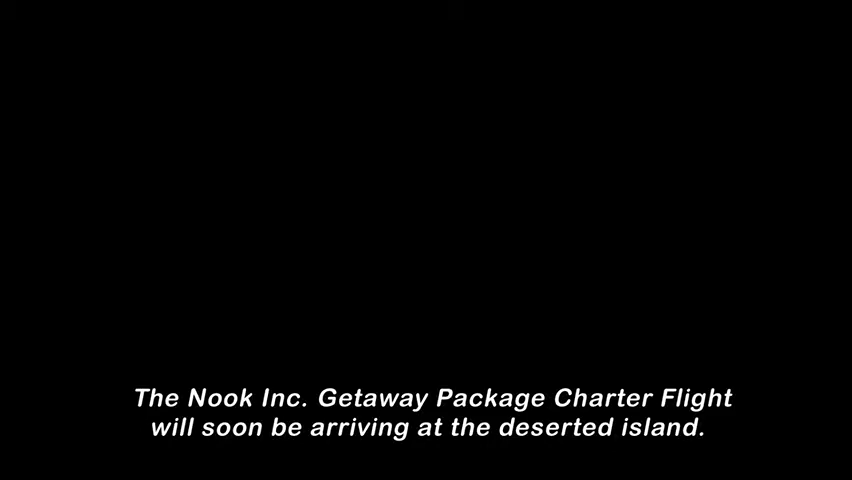 The Nook Inc. Getaway Package Charter Flight
will soon be arriving at the deserted island.